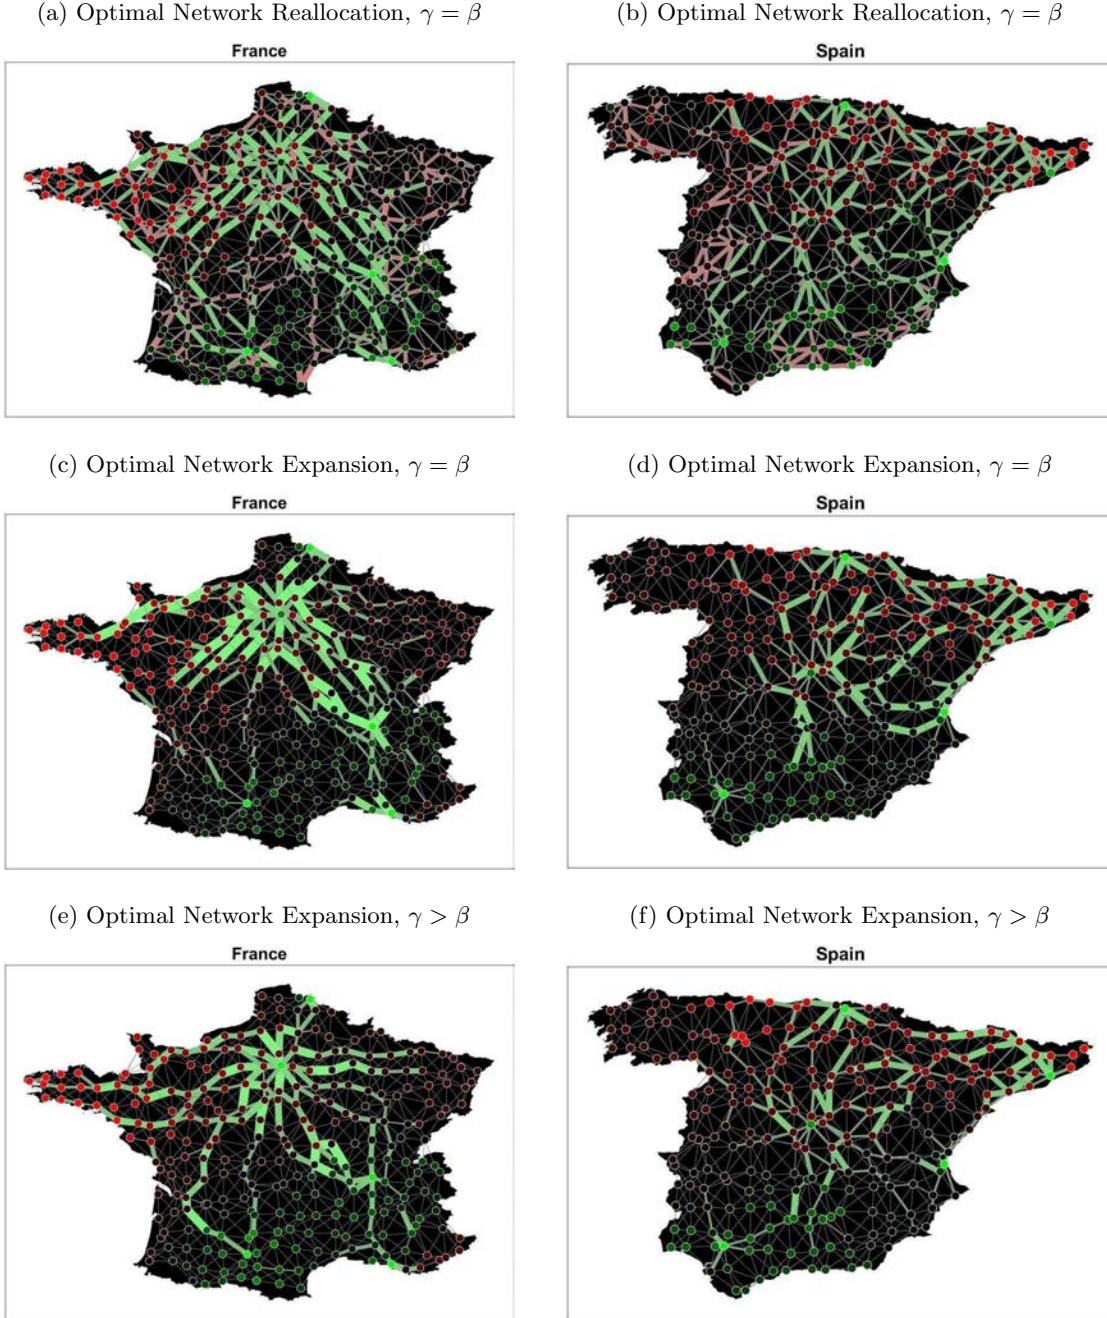 (a) Optimal Network Reallocation, γ = β
(b) Optimal Network Reallocation, γ = β
France
Spain
(c) Optimal Network Expansion, γ = β
(d) Optimal Network Expansion, γ = β
France
Spain
(e) Optimal Network Expansion, γ > β
(f) Optimal Network Expansion, γ > β
France
Spain